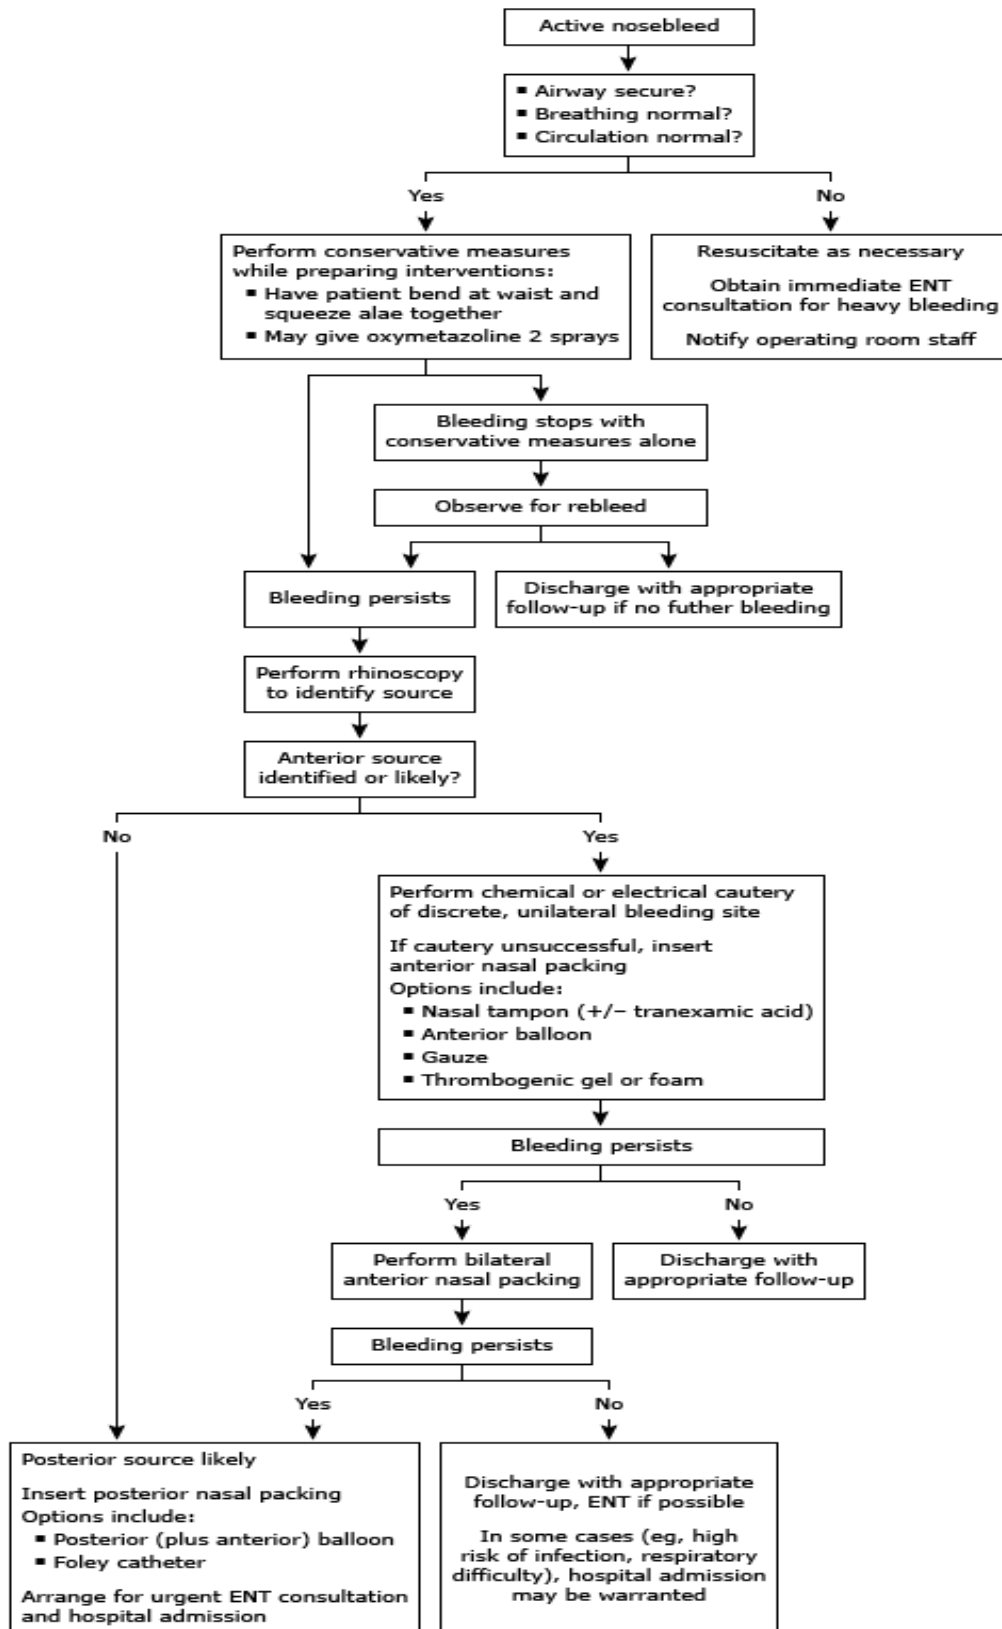 Active nosebleed
▪ Airway secure?
▪ Breathing normal?
▪ Circulation normal?
Yes
No
Perform conservative measures
while preparing interventions:
▪ Have patient bend at waist and
squeeze alae together
▪ May give oxymetazoline 2 sprays
Resuscitate as necessary
Obtain immediate ENT
consultation for heavy bleeding
Notify operating room staff
Bleeding stops with
conservative measures alone
Observe for rebleed
Bleeding persists
Discharge with appropriate
follow-up if no futher bleeding
Perform rhinoscopy
to identify source
Anterior source
identified or likely?
No
Yes
Perform chemical or electrical cautery
of discrete, unilateral bleeding site
If cautery unsuccessful, insert
anterior nasal packing
Options include:
▪ Nasal tampon (+/– tranexamic acid)
▪ Anterior balloon
▪ Gauze
▪ Thrombogenic gel or foam
Bleeding persists
Yes
No
Perform bilateral
anterior nasal packing
Discharge with
appropriate follow-up
Bleeding persists
Yes
No
Posterior source likely
Insert posterior nasal packing
Options include:
▪ Posterior (plus anterior) balloon
▪ Foley catheter
Arrange for urgent ENT consultation
and hospital admission
Discharge with appropriate
follow-up, ENT if possible
In some cases (eg, high
risk of infection, respiratory
difficulty), hospital admission
may be warranted